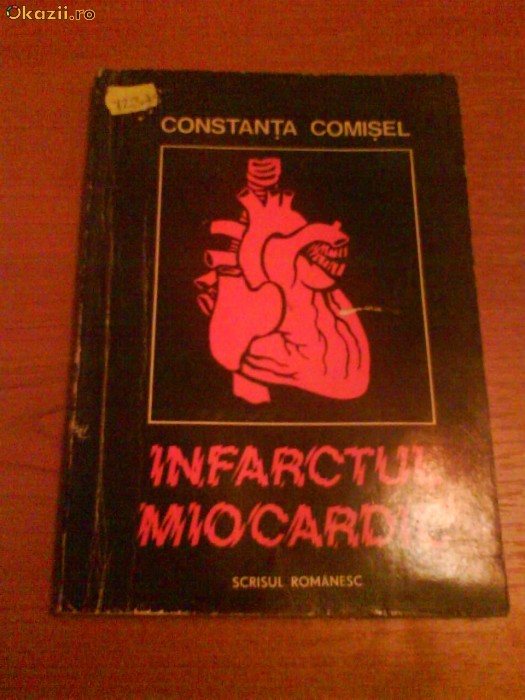 Okazii.ro
CONSTANȚA COMIȘEL
INFARCTUL
MIOCARDIC
SCRISUL ROMÂNESC